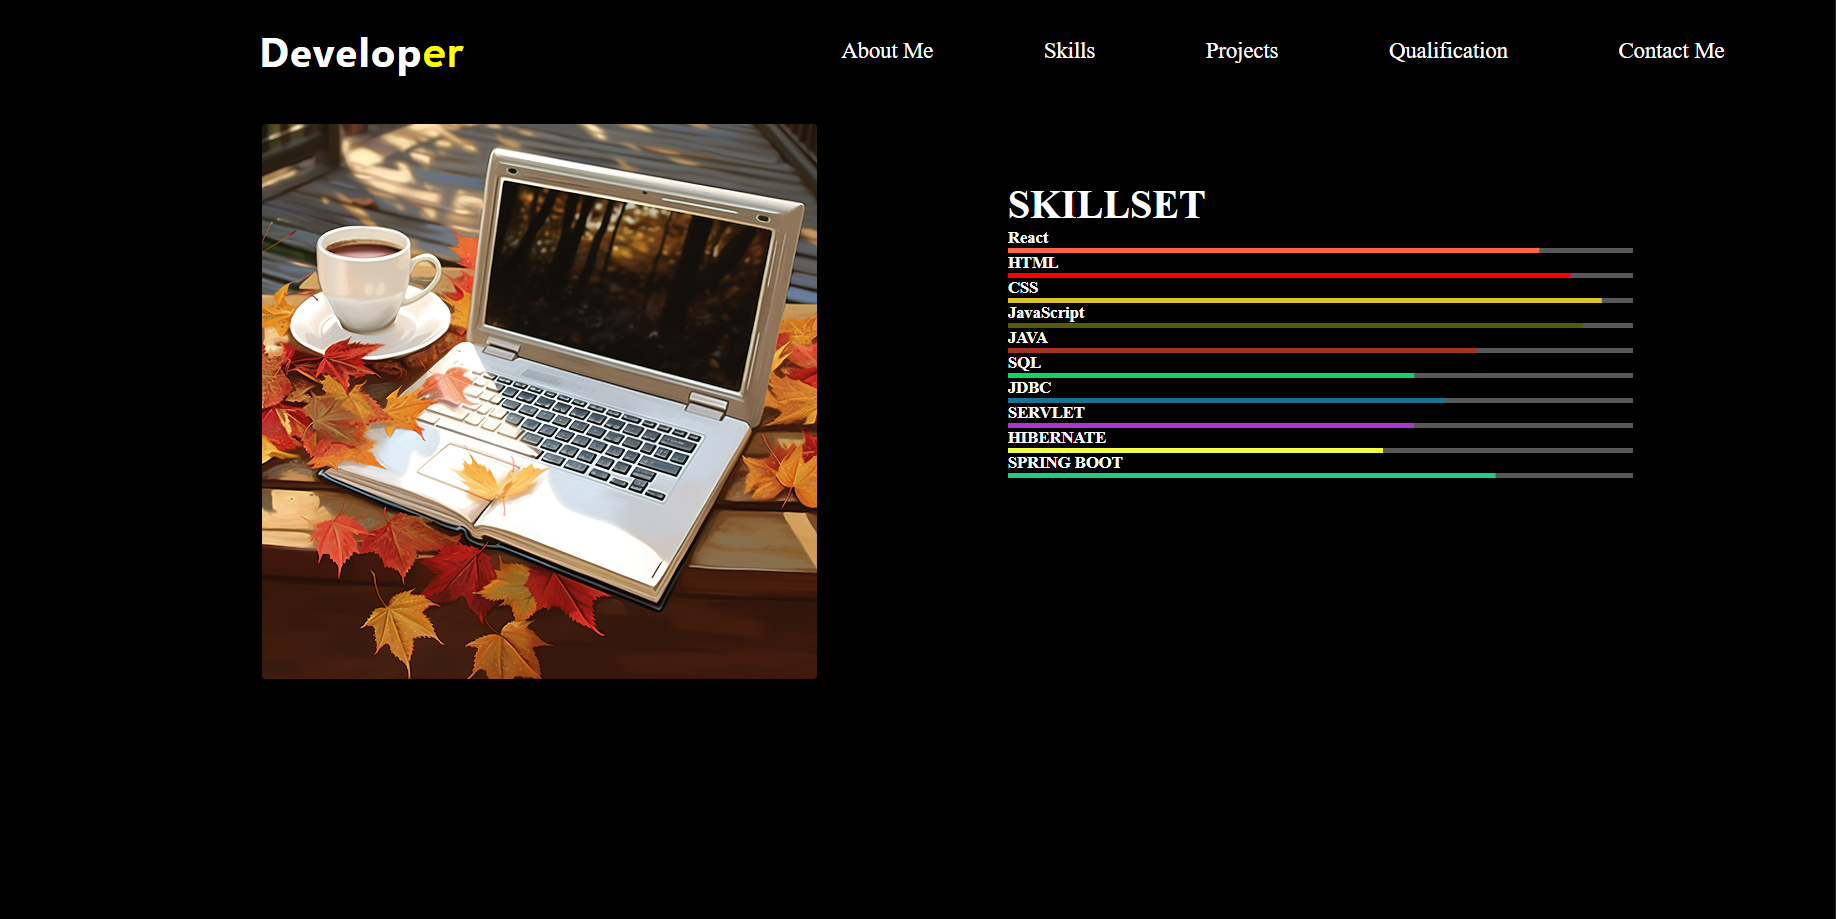 Developer
About Me
Skills
Projects
Qualification
Contact Me
SKILLSET
React
HTML
CSS
JavaScript
JAVA
SQL
JDBC
SERVLET
HIBERNATE
SPRING BOOT